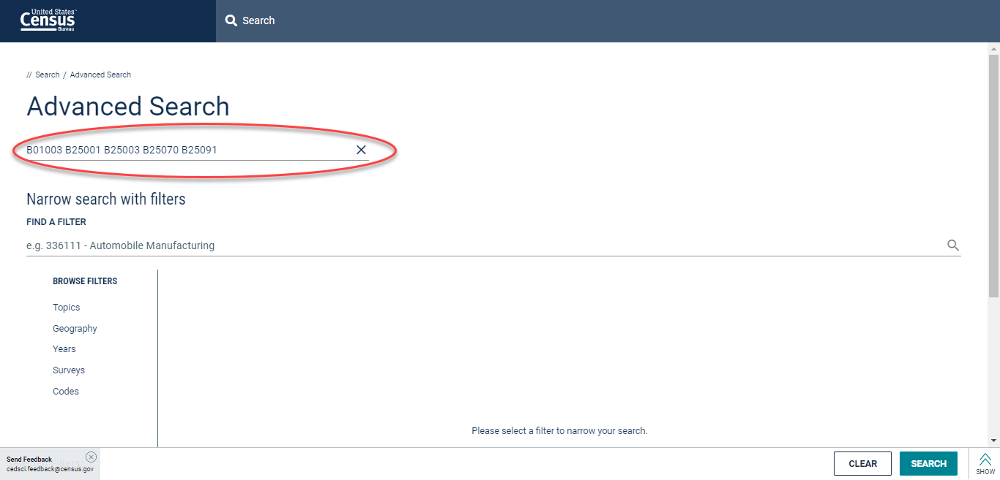 United States™
Census
Bureau
Search
// Search / Advanced Search
Advanced Search
B01003 B25001 B25003 B25070 B25091
Narrow search with filters
FIND A FILTER
e.g. 336111 - Automobile Manufacturing
BROWSE FILTERS
Topics
Geography
Years
Surveys
Codes
Please select a filter to narrow your search.
Send Feedback
cedsci.feedback@census.gov
CLEAR
SEARCH
SHOW